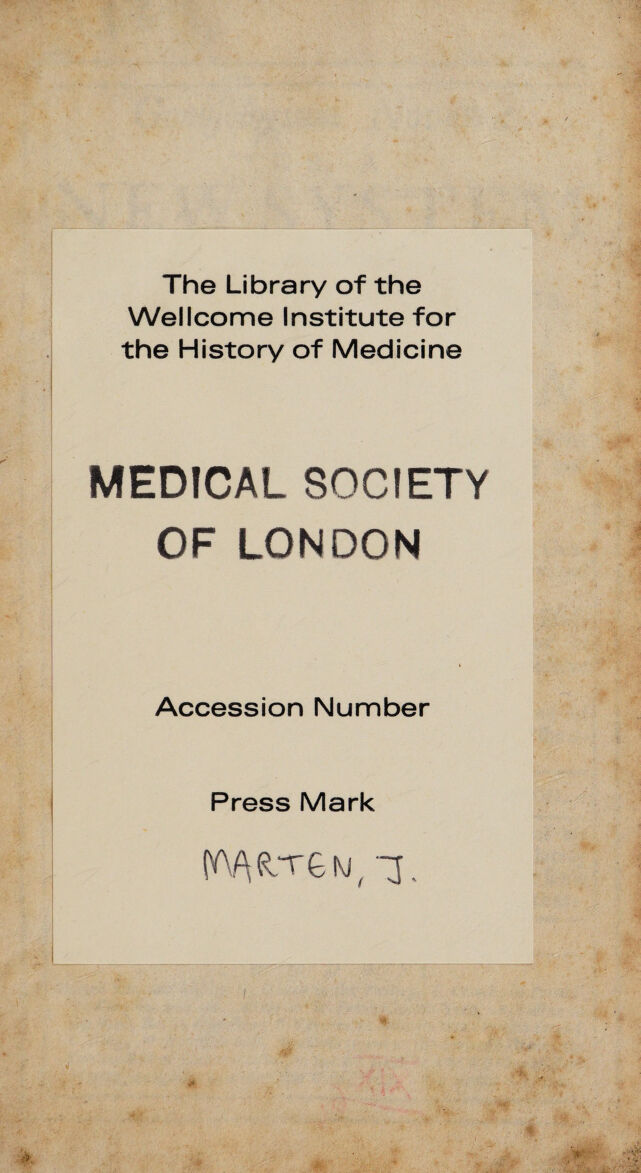 The Library of the
Wellcome Institute for
the History of Medicine
MEDICAL SOCIETY
OF LONDON
Accession Number
Press Mark
MARTEN, J.
XIX